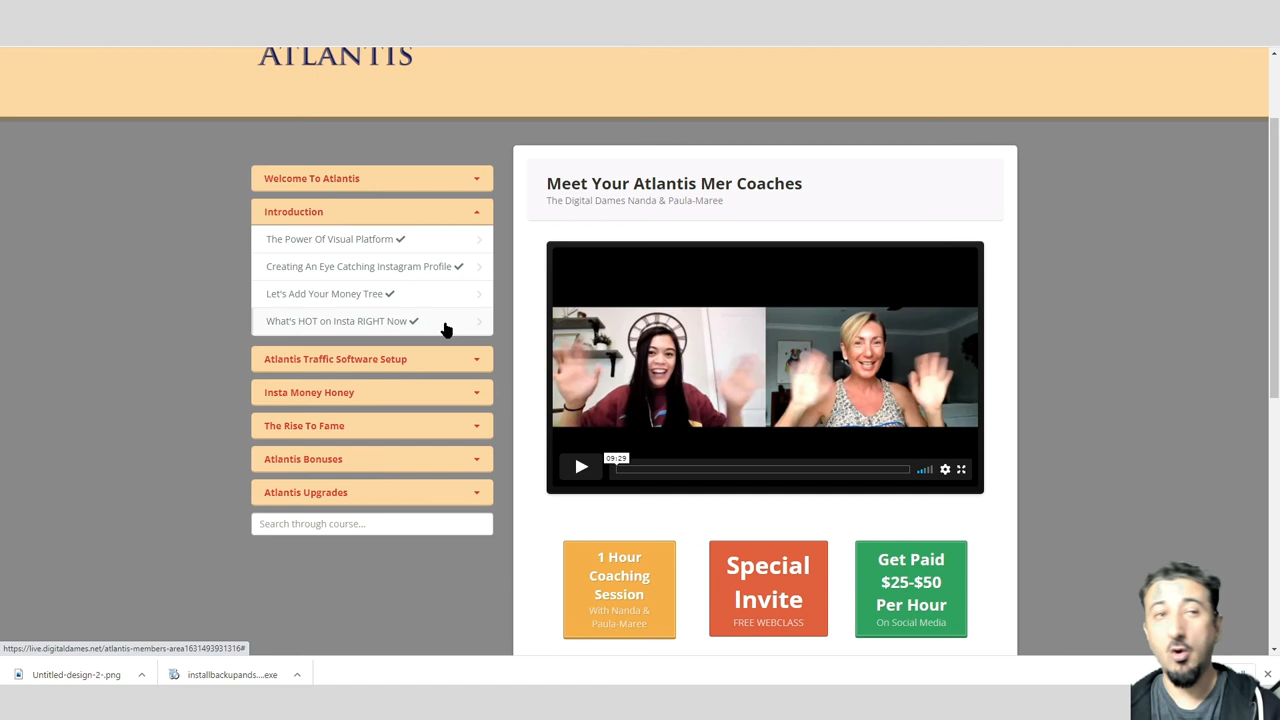 ATLANTIS
Welcome To Atlantis
Introduction
The Power Of Visual Platform
Creating An Eye Catching Instagram Profile
Let's Add Your Money Tree
What's HOT on Insta RIGHT Now
Atlantis Traffic Software Setup
Insta Money Honey
The Rise To Fame
Atlantis Bonuses
Atlantis Upgrades
Search through course...
Meet Your Atlantis Mer Coaches
The Digital Dames Nanda & Paula-Maree
09:29
1 Hour
Coaching
Session
With Nanda &
Paula-Maree
Special
Invite
FREE WEBCLASS
Get Paid
$25-$50
Per Hour
On Social Media
https://live.digitaldames.net/atlantis-members-area1631493931316#
Untitled-design-2-.png
installbackupands....exe